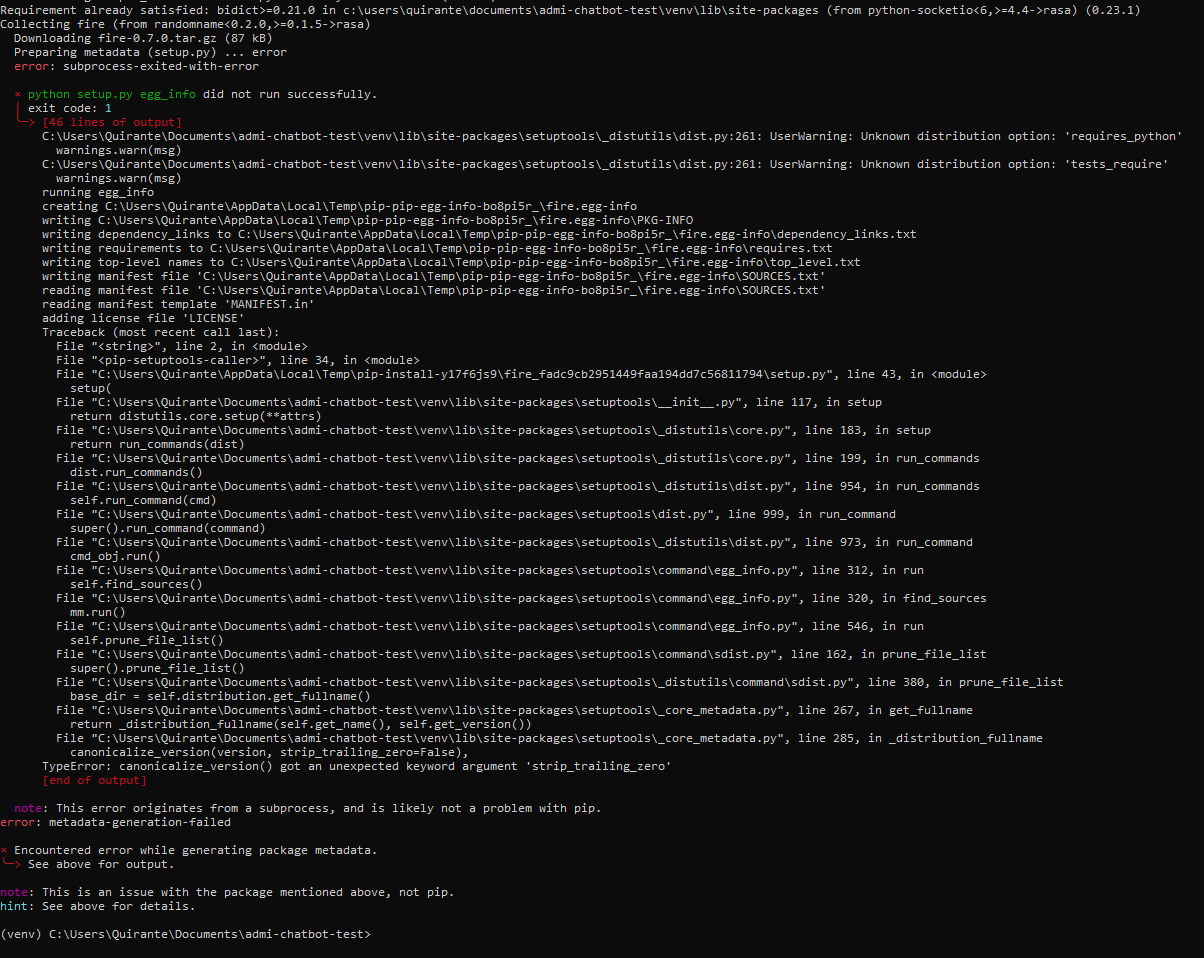 Requirement already satisfied: bidict>=0.21.0 in c:\users\quirante\documents\admi-chatbot-test\venv\lib\site-packages (from python-socketio<6,>=4.4->rasa) (0.23.1)
Collecting fire (from randomname<0.2.0,>=0.1.5->rasa)
Downloading fire-0.7.0.tar.gz (87 kB)
Preparing metadata (setup.py) ... error
error: subprocess-exited-with-error
× python setup.py egg_info did not run successfully.
│ exit code: 1
╰─> [46 lines of output]
C:\Users\Quirante\Documents\admi-chatbot-test\venv\lib\site-packages\setuptools\_distutils\dist.py:261: UserWarning: Unknown distribution option: 'requires_python'
warnings.warn(msg)
C:\Users\Quirante\Documents\admi-chatbot-test\venv\lib\site-packages\setuptools\_distutils\dist.py:261: UserWarning: Unknown distribution option: 'tests_require'
warnings.warn(msg)
running egg_info
creating C:\Users\Quirante\AppData\Local\Temp\pip-pip-egg-info-bo8pi5r_\fire.egg-info
writing C:\Users\Quirante\AppData\Local\Temp\pip-pip-egg-info-bo8pi5r_\fire.egg-info\PKG-INFO
writing dependency_links to C:\Users\Quirante\AppData\Local\Temp\pip-pip-egg-info-bo8pi5r_\fire.egg-info\dependency_links.txt
writing requirements to C:\Users\Quirante\AppData\Local\Temp\pip-pip-egg-info-bo8pi5r_\fire.egg-info\requires.txt
writing top-level names to C:\Users\Quirante\AppData\Local\Temp\pip-pip-egg-info-bo8pi5r_\fire.egg-info\top_level.txt
writing manifest file 'C:\Users\Quirante\AppData\Local\Temp\pip-pip-egg-info-bo8pi5r_\fire.egg-info\SOURCES.txt'
reading manifest file 'C:\Users\Quirante\AppData\Local\Temp\pip-pip-egg-info-bo8pi5r_\fire.egg-info\SOURCES.txt'
reading manifest template 'MANIFEST.in'
adding license file 'LICENSE'
Traceback (most recent call last):
File "<string>", line 2, in <module>
File "<pip-setuptools-caller>", line 34, in <module>
File "C:\Users\Quirante\AppData\Local\Temp\pip-install-y17f6js9\fire_fadc9cb2951449faa194dd7c56811794\setup.py", line 43, in <module>
setup(
File "C:\Users\Quirante\Documents\admi-chatbot-test\venv\lib\site-packages\setuptools\__init__.py", line 117, in setup
return distutils.core.setup(**attrs)
File "C:\Users\Quirante\Documents\admi-chatbot-test\venv\lib\site-packages\setuptools\_distutils\core.py", line 183, in setup
return run_commands(dist)
File "C:\Users\Quirante\Documents\admi-chatbot-test\venv\lib\site-packages\setuptools\_distutils\core.py", line 199, in run_commands
dist.run_commands()
File "C:\Users\Quirante\Documents\admi-chatbot-test\venv\lib\site-packages\setuptools\_distutils\dist.py", line 954, in run_commands
self.run_command(cmd)
File "C:\Users\Quirante\Documents\admi-chatbot-test\venv\lib\site-packages\setuptools\dist.py", line 999, in run_command
super().run_command(command)
File "C:\Users\Quirante\Documents\admi-chatbot-test\venv\lib\site-packages\setuptools\_distutils\dist.py", line 973, in run_command
cmd_obj.run()
File "C:\Users\Quirante\Documents\admi-chatbot-test\venv\lib\site-packages\setuptools\command\egg_info.py", line 312, in run
self.find_sources()
File "C:\Users\Quirante\Documents\admi-chatbot-test\venv\lib\site-packages\setuptools\command\egg_info.py", line 320, in find_sources
mm.run()
File "C:\Users\Quirante\Documents\admi-chatbot-test\venv\lib\site-packages\setuptools\command\egg_info.py", line 546, in run
self.prune_file_list()
File "C:\Users\Quirante\Documents\admi-chatbot-test\venv\lib\site-packages\setuptools\command\sdist.py", line 162, in prune_file_list
super().prune_file_list()
File "C:\Users\Quirante\Documents\admi-chatbot-test\venv\lib\site-packages\setuptools\_distutils\command\sdist.py", line 380, in prune_file_list
base_dir = self.distribution.get_fullname()
File "C:\Users\Quirante\Documents\admi-chatbot-test\venv\lib\site-packages\setuptools\_core_metadata.py", line 267, in get_fullname
return _distribution_fullname(self.get_name(), self.get_version())
File "C:\Users\Quirante\Documents\admi-chatbot-test\venv\lib\site-packages\setuptools\_core_metadata.py", line 285, in _distribution_fullname
canonicalize_version(version, strip_trailing_zero=False),
TypeError: canonicalize_version() got an unexpected keyword argument 'strip_trailing_zero'
[end of output]
note: This error originates from a subprocess, and is likely not a problem with pip.
error: metadata-generation-failed
× Encountered error while generating package metadata.
╰─> See above for output.
note: This is an issue with the package mentioned above, not pip.
hint: See above for details.
(venv) C:\Users\Quirante\Documents\admi-chatbot-test>